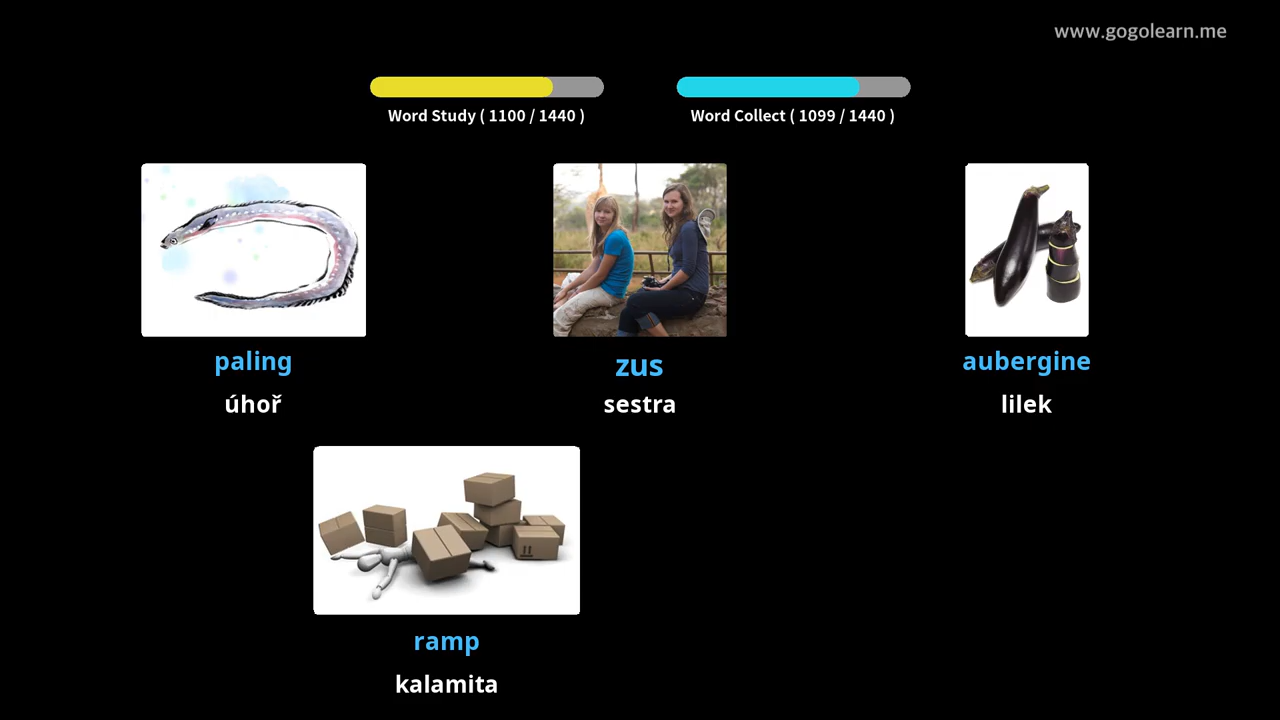 www.gogolearn.me
Word Study ( 1100 / 1440 )
Word Collect ( 1099 / 1440 )
paling
úhoř
zus
sestra
aubergine
lilek
ramp
kalamita